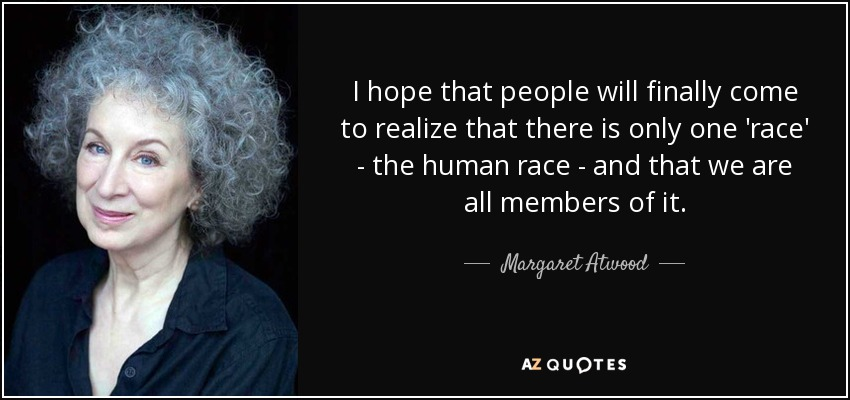 I hope that people will finally come
to realize that there is only one 'race'
- the human race - and that we are
all members of it.
Margaret Atwood
AZ QUOTES